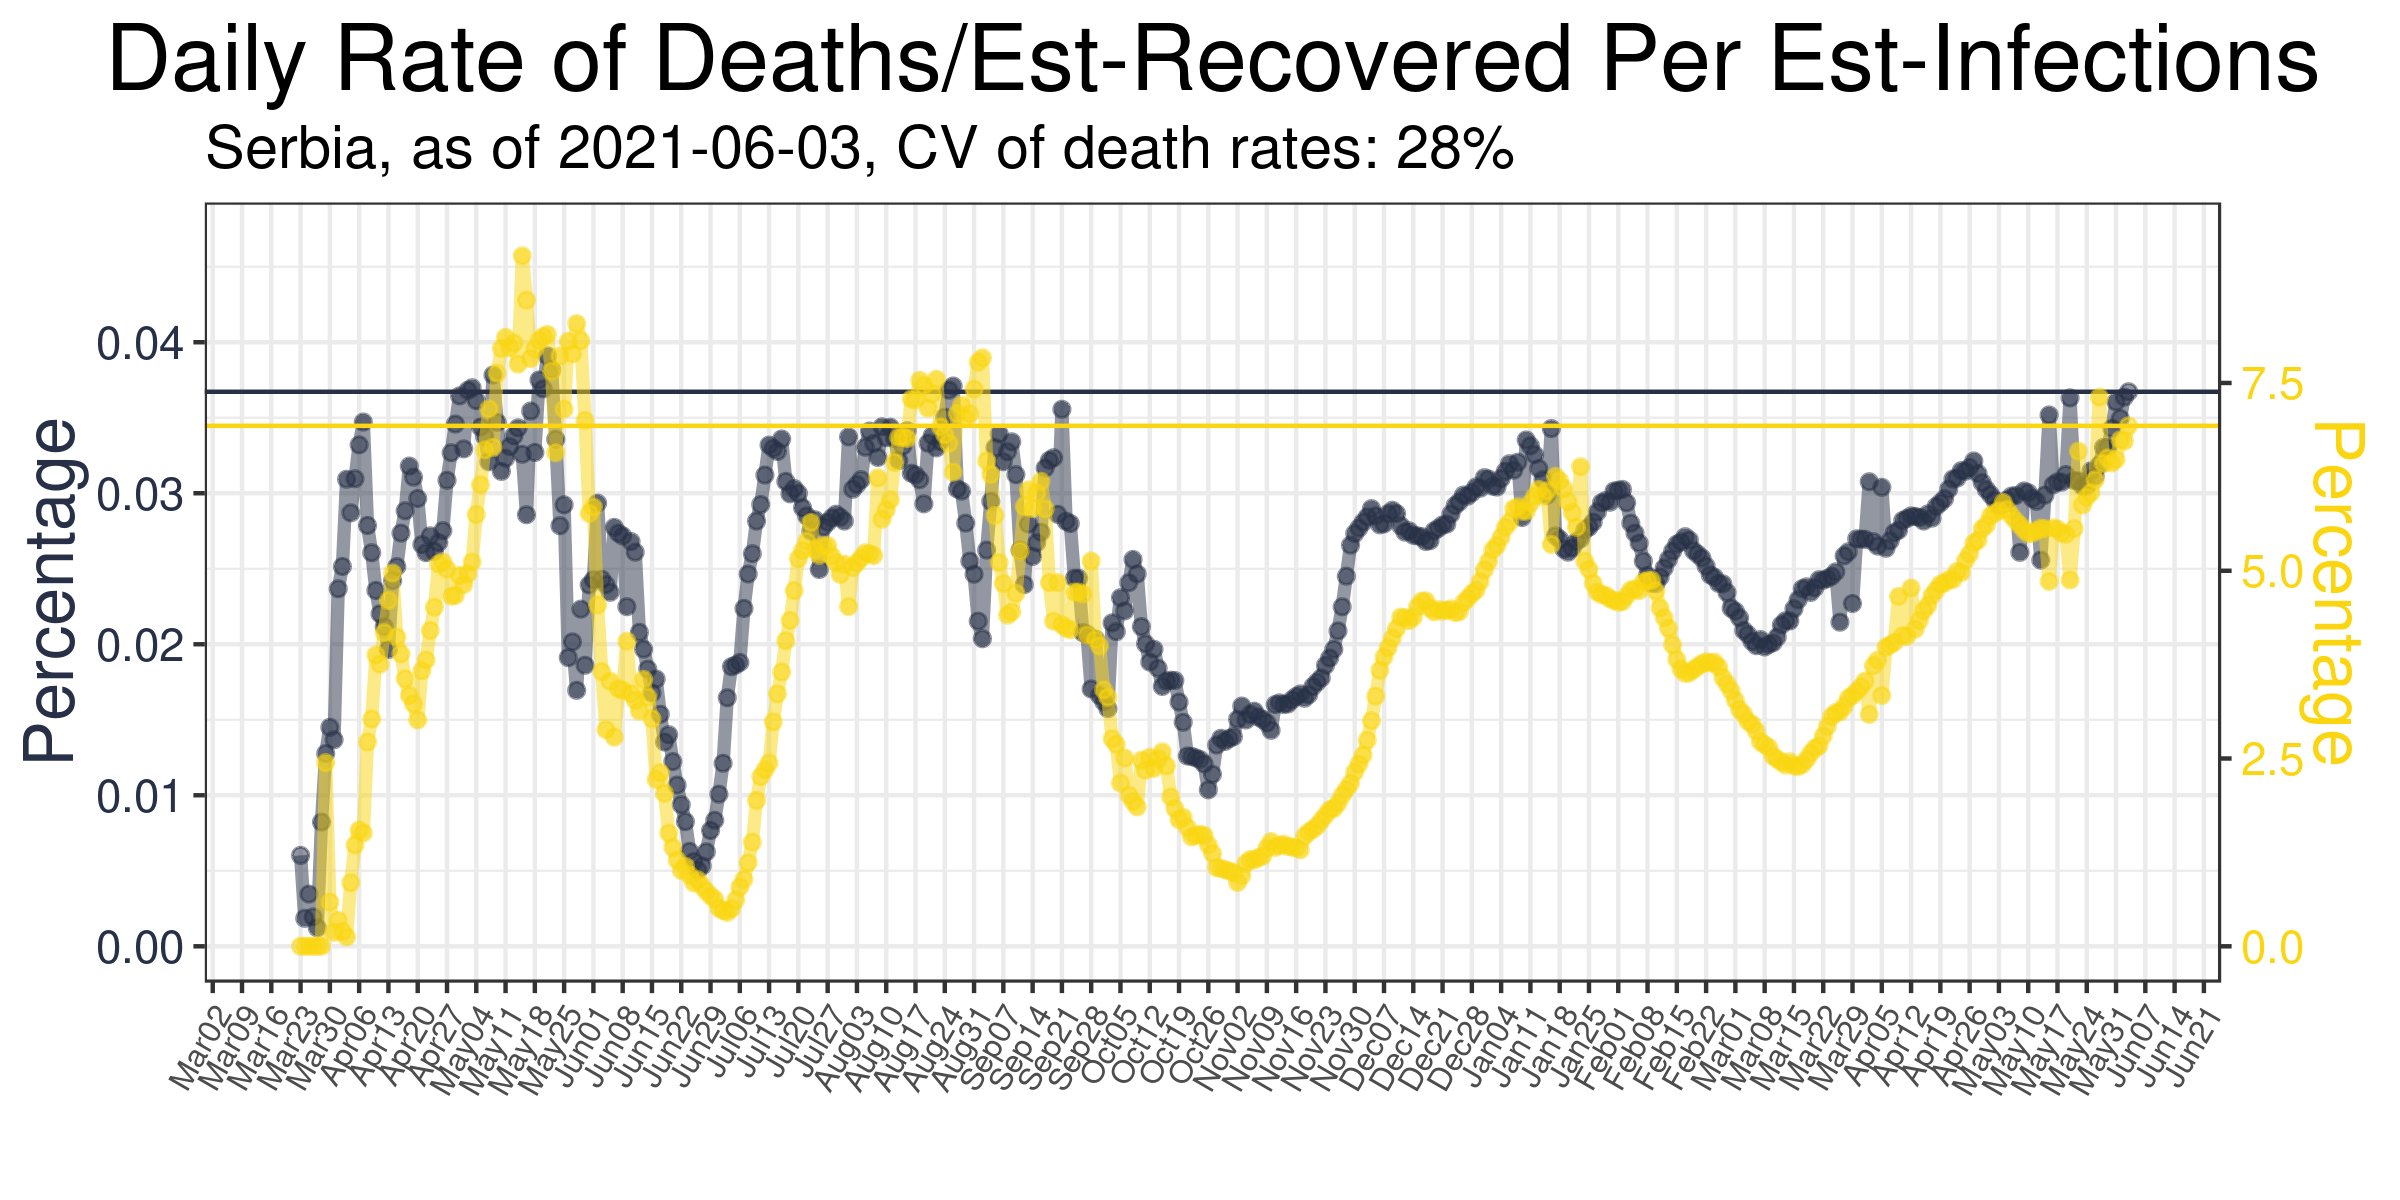 Daily Rate of Deaths/Est-Recovered Per Est-Infections
Serbia, as of 2021-06-03, CV of death rates: 28%
Percentage
0.04
0.03
0.02
0.01
0.00
7.5
5.0
2.5
0.0
Percentage
Mar02
Mar09
Mar16
Mar23
Mar30
Apr06
Apr13
Apr20
Apr27
May04
May11
May18
May25
Jun01
Jun08
Jun15
Jun22
Jun29
Jul06
Jul13
Jul20
Jul27
Aug03
Aug10
Aug17
Aug24
Aug31
Sep07
Sep14
Sep21
Sep28
Oct05
Oct12
Oct19
Oct26
Nov02
Nov09
Nov16
Nov23
Nov30
Dec07
Dec14
Dec21
Dec28
Jan04
Jan11
Jan18
Jan25
Feb01
Feb08
Feb15
Feb22
Mar01
Mar08
Mar15
Mar22
Mar29
Apr05
Apr12
Apr19
Apr26
May03
May10
May17
May24
May31
Jun07
Jun14
Jun21